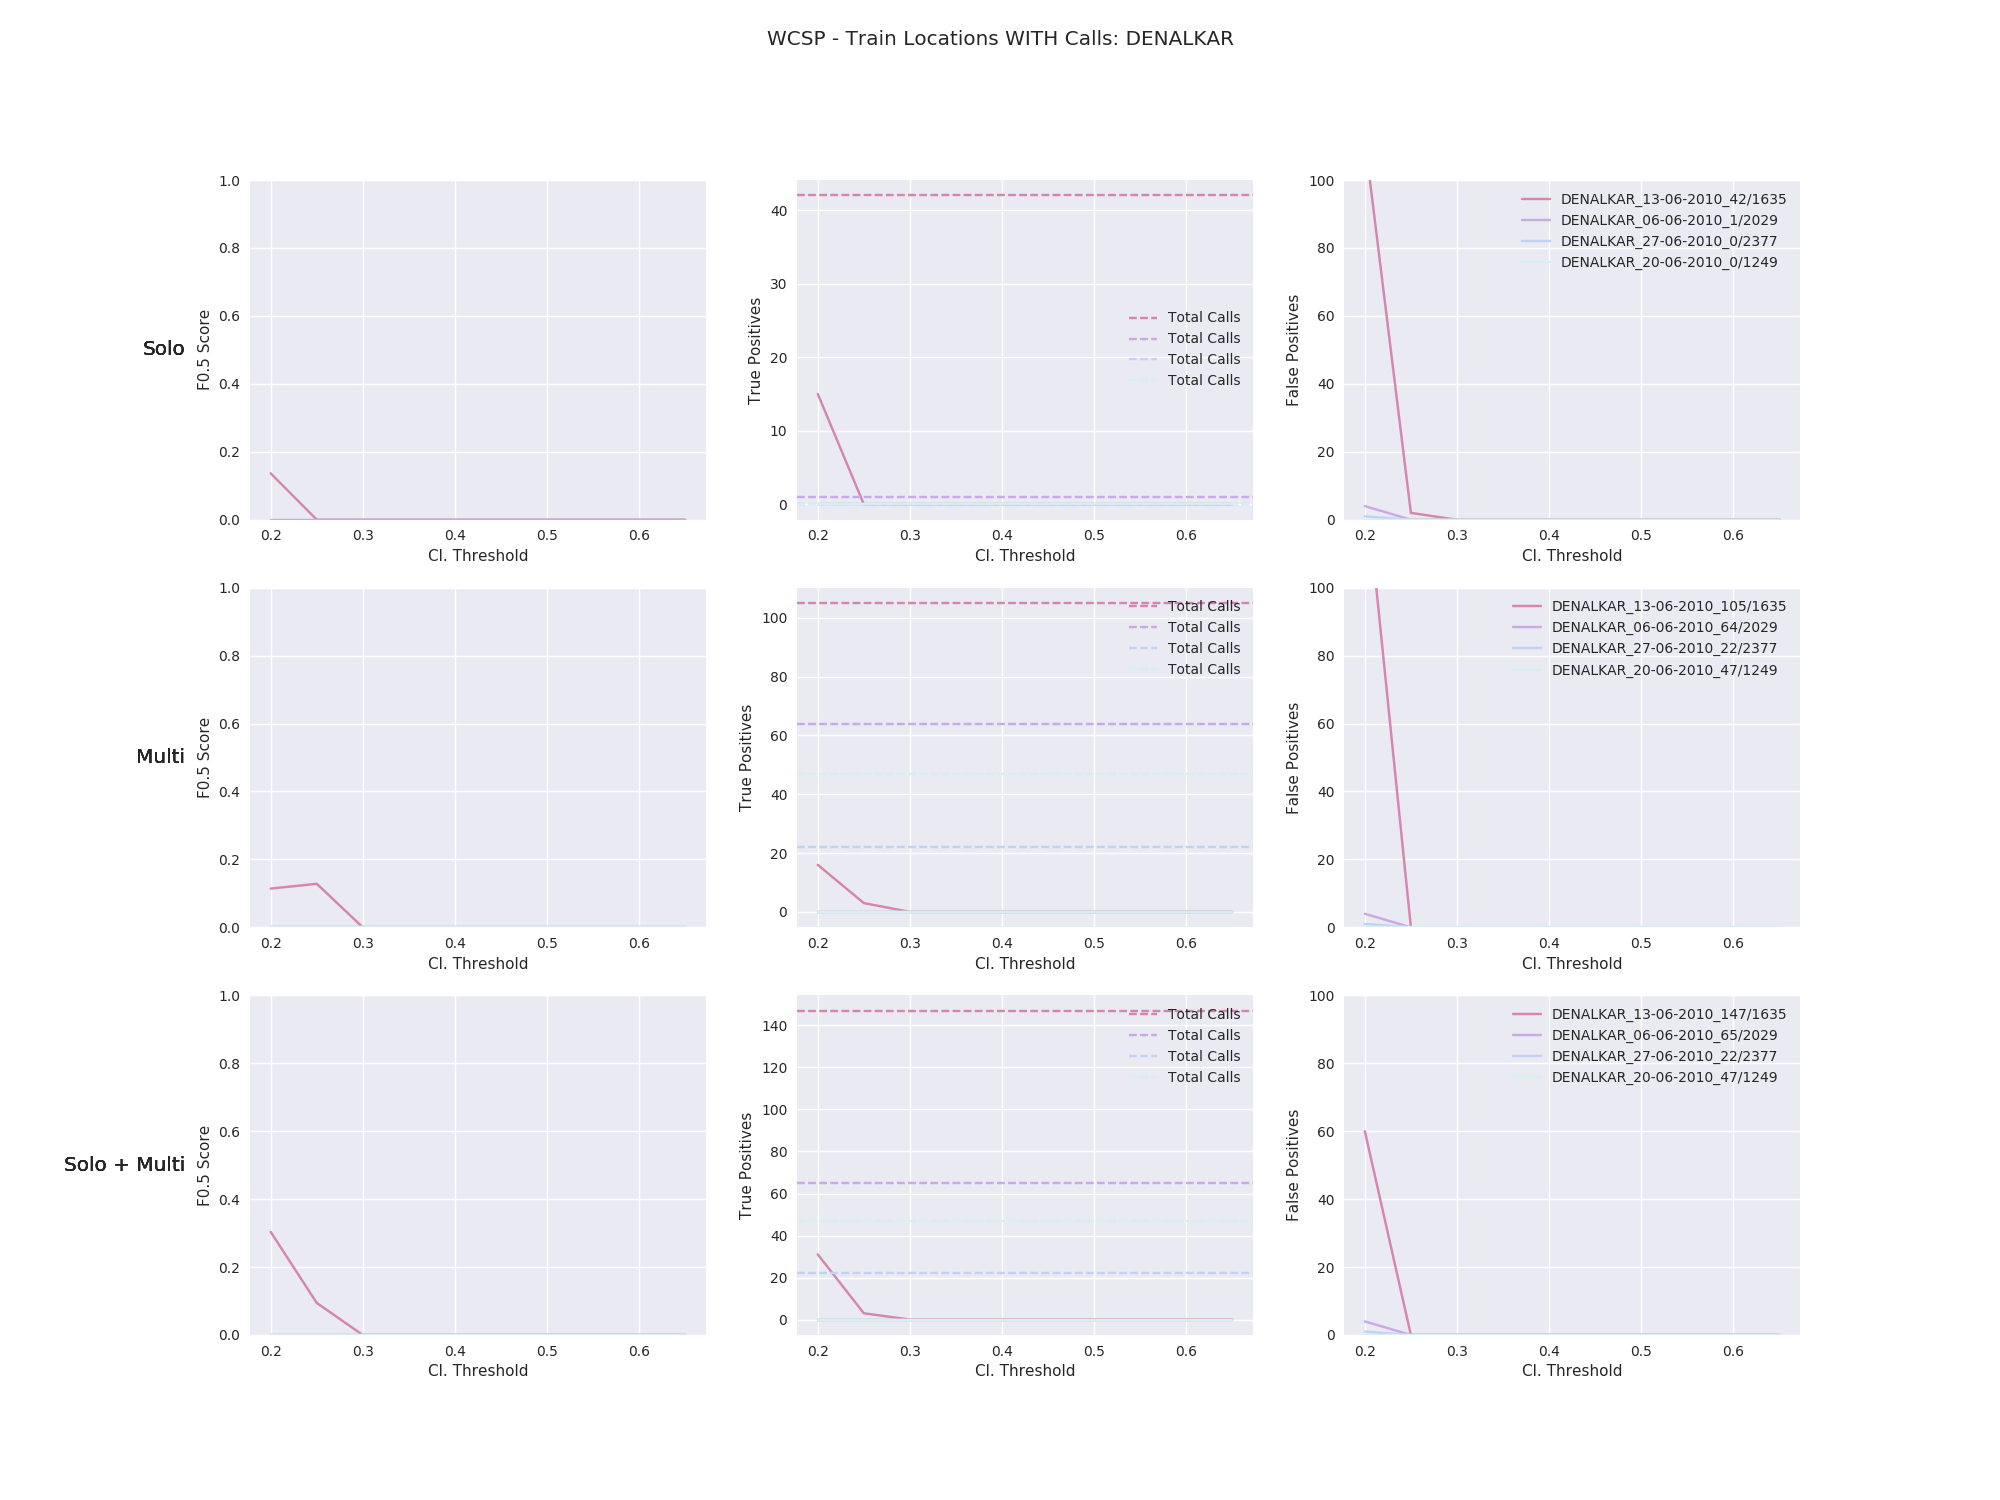 WCSP - Train Locations WITH Calls: DENALKAR
Solo
F0.5 Score
1.0
0.8
0.6
0.4
0.2
0.0
0.2 0.3 0.4 0.5 0.6
Cl. Threshold
True Positives
40
30
20
10
0
Total Calls
Total Calls
Total Calls
Total Calls
0.2 0.3 0.4 0.5 0.6
Cl. Threshold
False Positives
100
80
60
40
20
0
DENALKAR_13-06-2010_42/1635
DENALKAR_06-06-2010_1/2029
DENALKAR_27-06-2010_0/2377
DENALKAR_20-06-2010_0/1249
0.2 0.3 0.4 0.5 0.6
Cl. Threshold
Multi
F0.5 Score
1.0
0.8
0.6
0.4
0.2
0.0
0.2 0.3 0.4 0.5 0.6
Cl. Threshold
True Positives
100
80
60
40
20
0
Total Calls
Total Calls
Total Calls
Total Calls
0.2 0.3 0.4 0.5 0.6
Cl. Threshold
False Positives
100
80
60
40
20
0
DENALKAR_13-06-2010_105/1635
DENALKAR_06-06-2010_64/2029
DENALKAR_27-06-2010_22/2377
DENALKAR_20-06-2010_47/1249
0.2 0.3 0.4 0.5 0.6
Cl. Threshold
Solo + Multi
F0.5 Score
1.0
0.8
0.6
0.4
0.2
0.0
0.2 0.3 0.4 0.5 0.6
Cl. Threshold
True Positives
140
120
100
80
60
40
20
0
Total Calls
Total Calls
Total Calls
Total Calls
0.2 0.3 0.4 0.5 0.6
Cl. Threshold
False Positives
100
80
60
40
20
0
DENALKAR_13-06-2010_147/1635
DENALKAR_06-06-2010_65/2029
DENALKAR_27-06-2010_22/2377
DENALKAR_20-06-2010_47/1249
0.2 0.3 0.4 0.5 0.6
Cl. Threshold